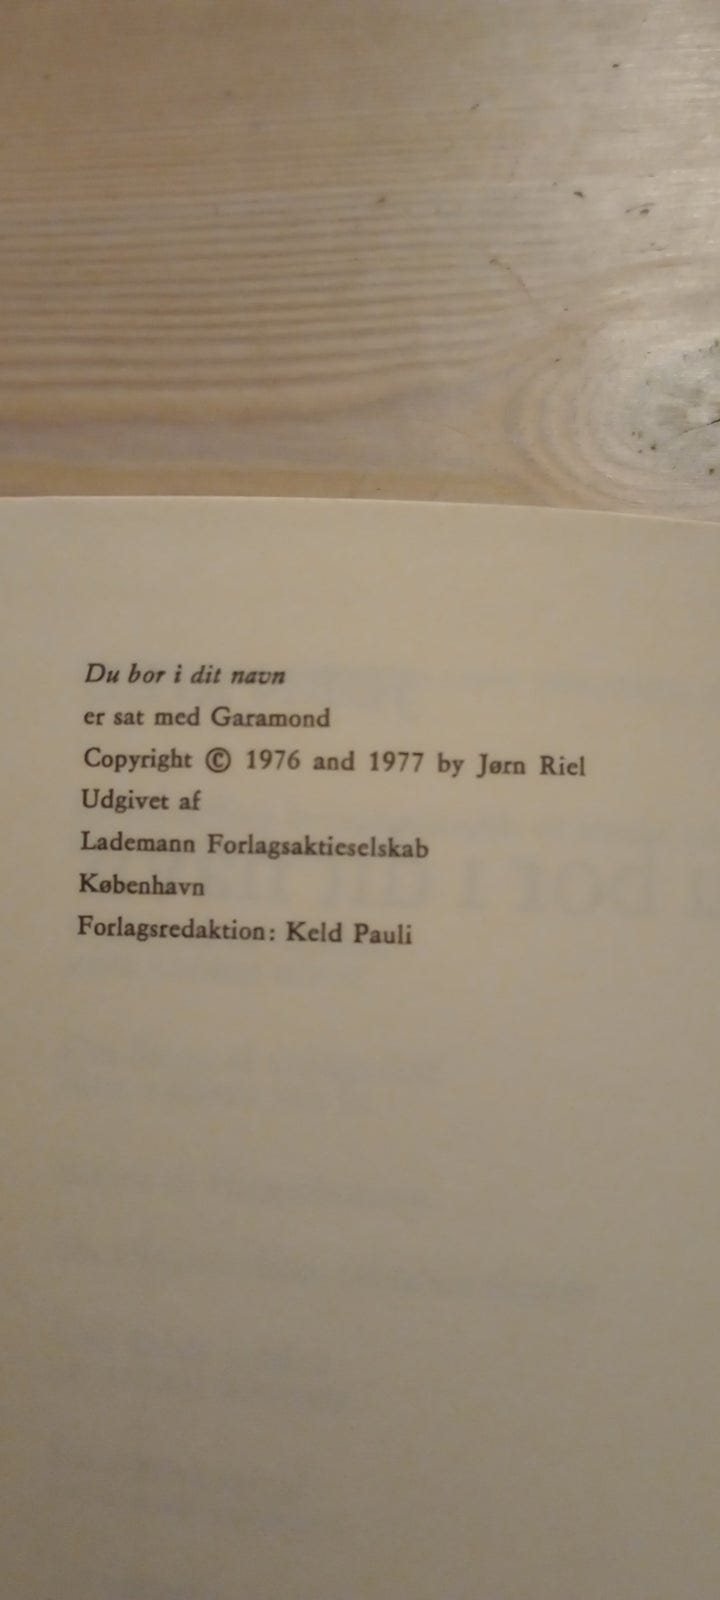 Du bor i dit navn
er sat med Garamond
Copyright © 1976 and 1977 by Jørn Riel
Udgivet af
Lademann Forlagsaktieselskab
København
Forlagsredaktion: Keld Pauli